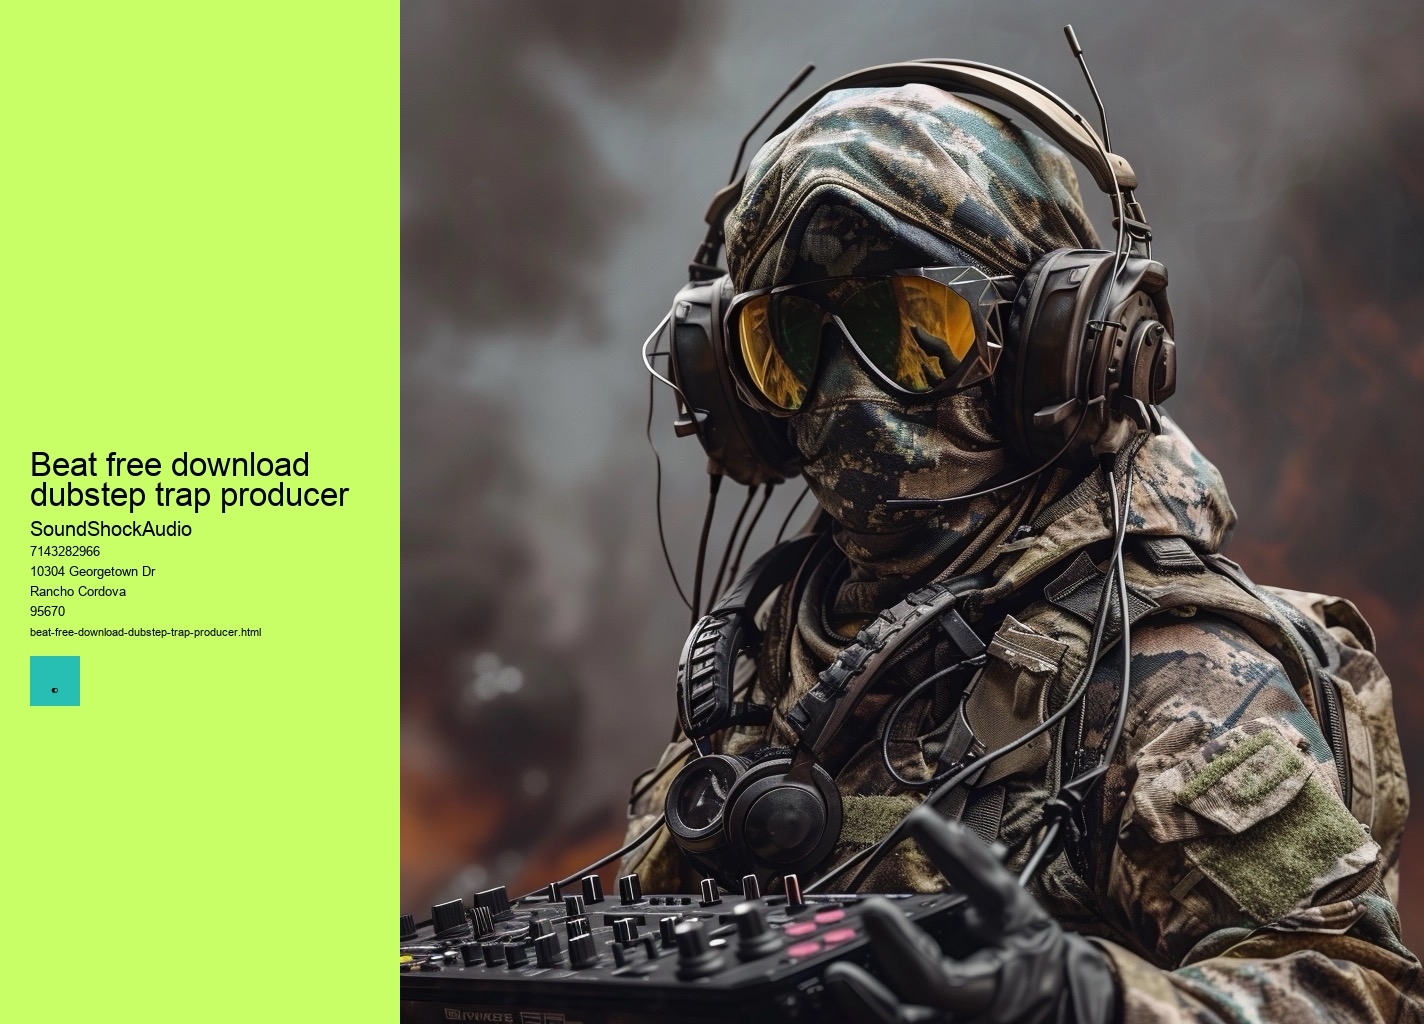 Beat free download
dubstep trap producer
SoundShockAudio
7143282966
10304 Georgetown Dr
Rancho Cordova
95670
beat-free-download-dubstep-trap-producer.html